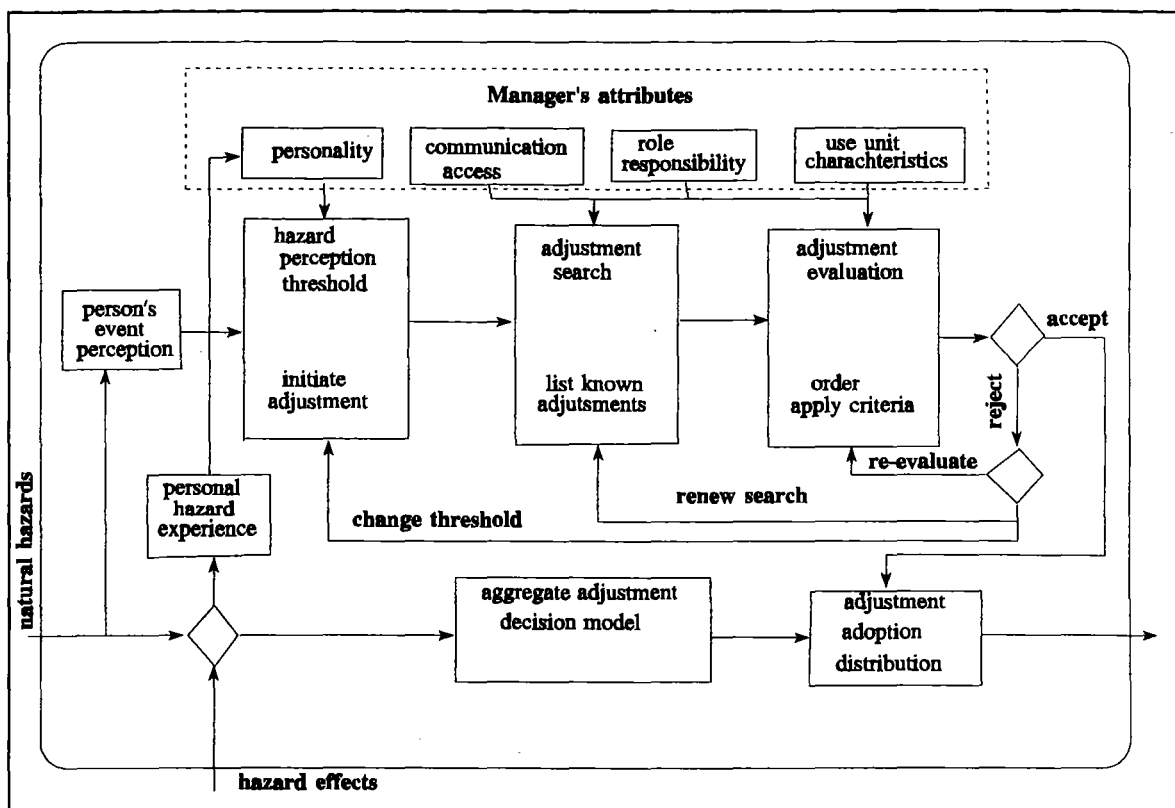 Manager's attributes
personality
communication
access
role
responsibility
use unit
charachteristics
hazard
perception
threshold
initiate
adjustment
adjustment
search
list known
adjutsments
adjustment
evaluation
order
apply criteria
person's
event
perception
accept
reject
re-evaluate
renew search
change threshold
personal
hazard
experience
natural hazards
aggregate adjustment
decision model
adjustment
adoption
distribution
hazard effects